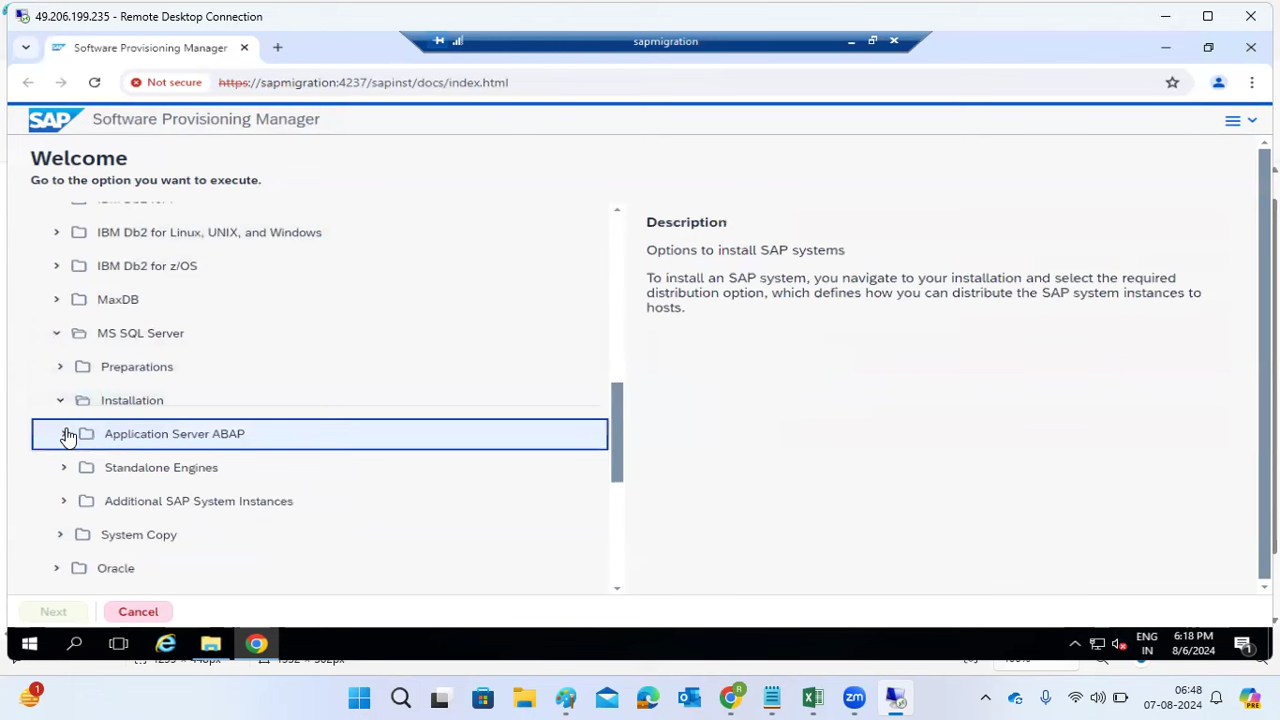 49.206.199.235 - Remote Desktop Connection
Software Provisioning Manager
sapmigration
Not secure https://sapmigration:4237/sapinst/docs/index.html
SAP Software Provisioning Manager
Welcome
Go to the option you want to execute.
IBM Db2 for Linux, UNIX, and Windows
IBM Db2 for z/OS
MaxDB
MS SQL Server
Preparations
Installation
Application Server ABAP
Standalone Engines
Additional SAP System Instances
System Copy
Oracle
Description
Options to install SAP systems
To install an SAP system, you navigate to your installation and select the required
distribution option, which defines how you can distribute the SAP system instances to
hosts.
Next
Cancel
ENG
IN
6:18 PM
8/6/2024
1
1
06:48
07-08-2024
PRE